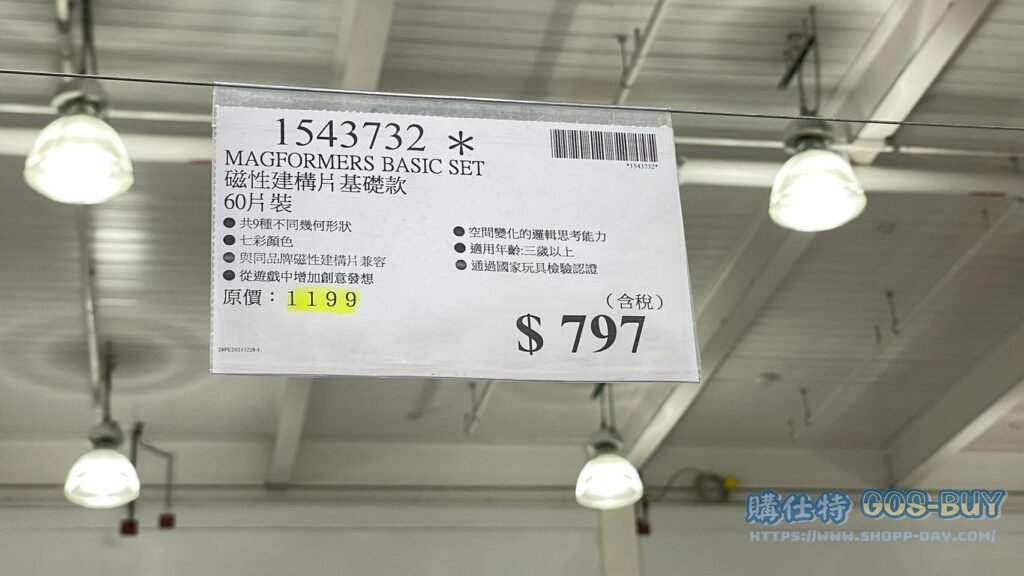 1543732 *
*1543732*
MAGFORMERS BASIC SET
磁性建構片基礎款
60片裝
●共9種不同幾何形狀
●七彩顏色
●與同品牌磁性建構片兼容
●從遊戲中增加創意發想
●空間變化的邏輯思考能力
●適用年齡:三歲以上
●通過國家玩具檢驗認證
原價：1199
（含稅）
$ 797
28PE20211228-1
購仕特 GOS-BUY
HTTPS://WWW.SHOPP-DAY.COM/